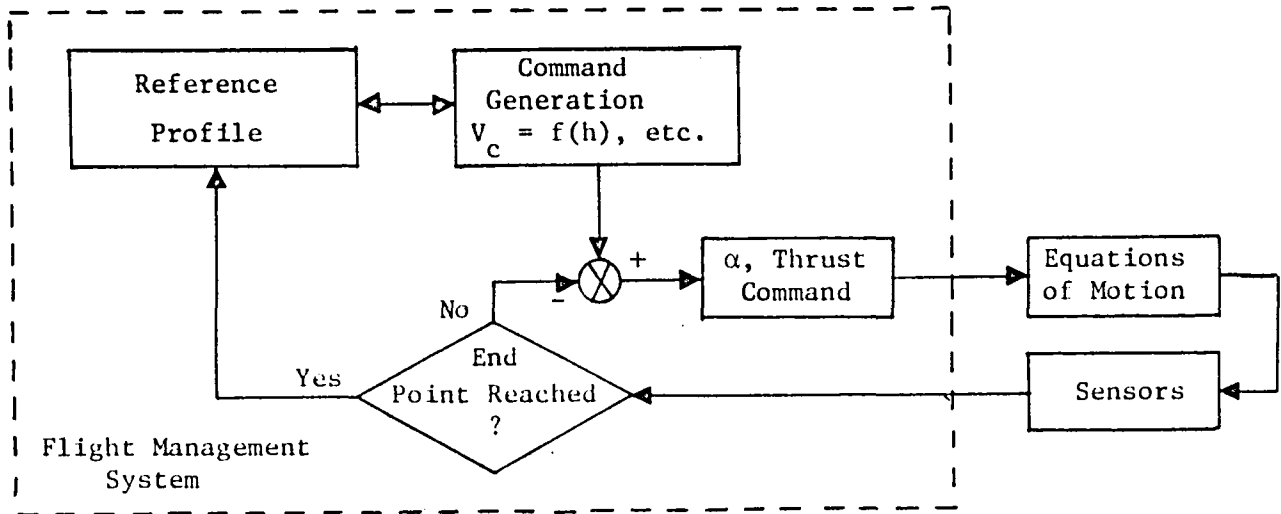 Reference
Profile
Command
Generation
V_c = f(h), etc.
+
-
α, Thrust
Command
Equations
of Motion
Sensors
No
Yes
End
Point Reached
?
Flight Management
System